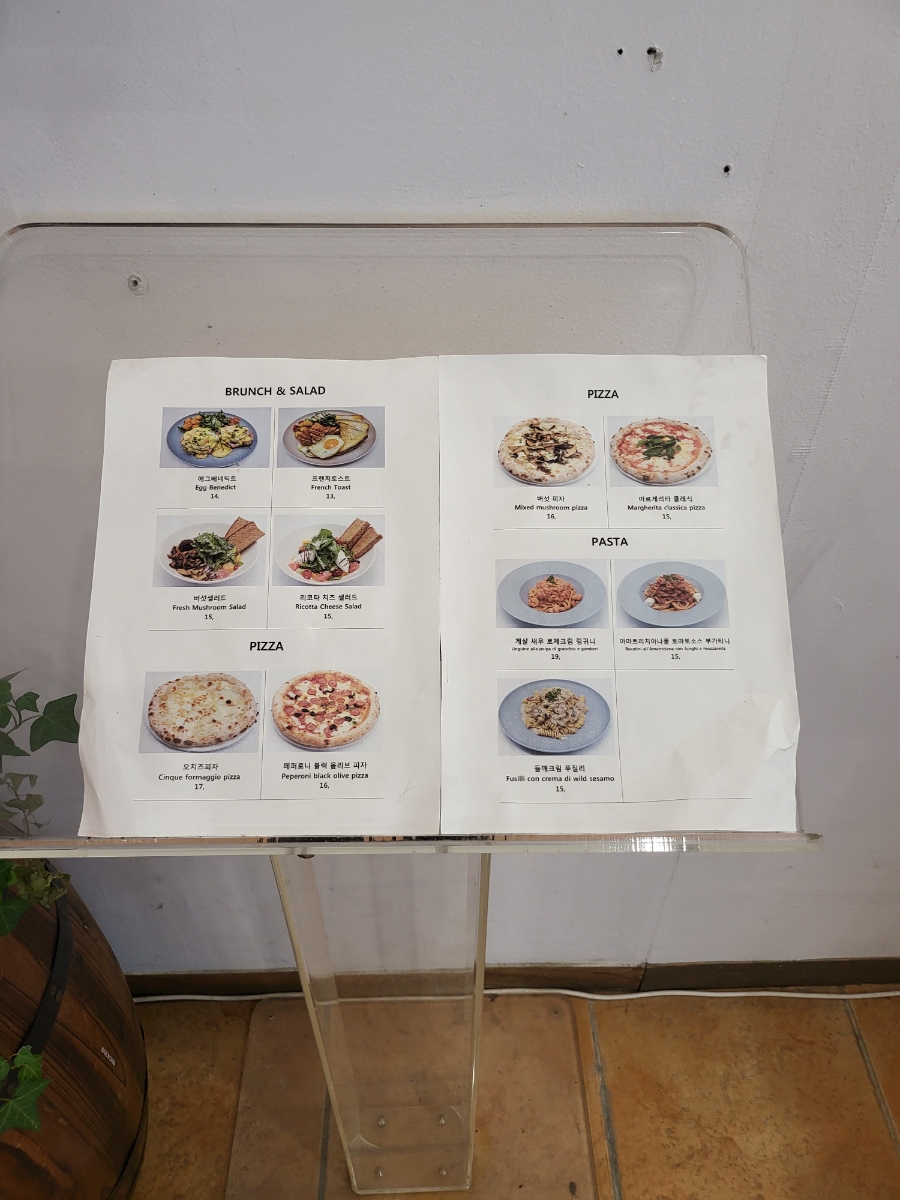 BRUNCH & SALAD
에그베네딕트
Egg Benedict
14,
프렌치토스트
French Toast
13,
버섯샐러드
Fresh Mushroom Salad
15,
리코타 치즈 샐러드
Ricotta Cheese Salad
15,
PIZZA
오치즈피자
Cinque formaggio pizza
17,
페퍼로니 블랙 올리브 피자
Peperoni black olive pizza
16,
PIZZA
버섯 피자
Mixed mushroom pizza
16,
마르게리타 클래식
Margherita classica pizza
15,
PASTA
게살 새우 로제크림 링귀니
Linguine alla polpa di granchio e gamberi
19,
아마트리치아나풍 토마토소스 부가티니
Bucatini all'Amatriciana con funghi e mozzarella
15,
들깨크림 푸질리
Fusilli con crema di wild sesamo
15,